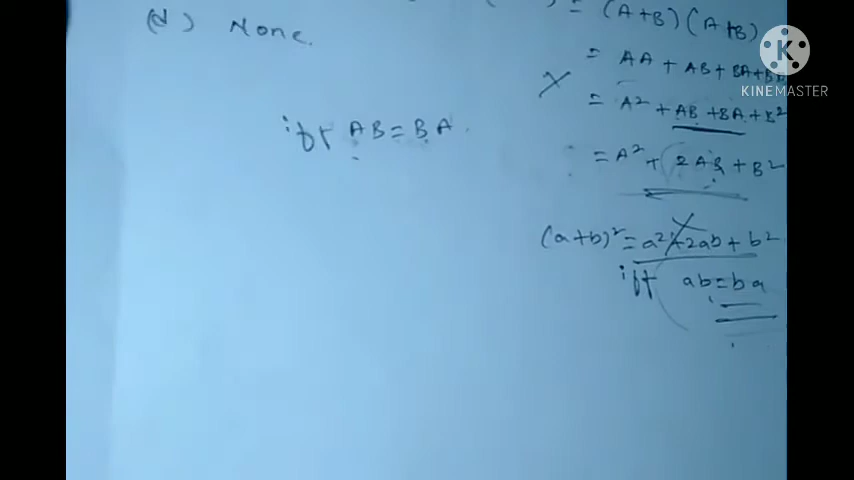 = (A+B) (A+B)
(d) None.
= AA + AB + BA+BB
= A² + AB + BA + B²
iff AB = BA.
= A² + 2AB + B²
(a+b)² = a² + 2ab + b²
iff ab = ba
KINEMASTER